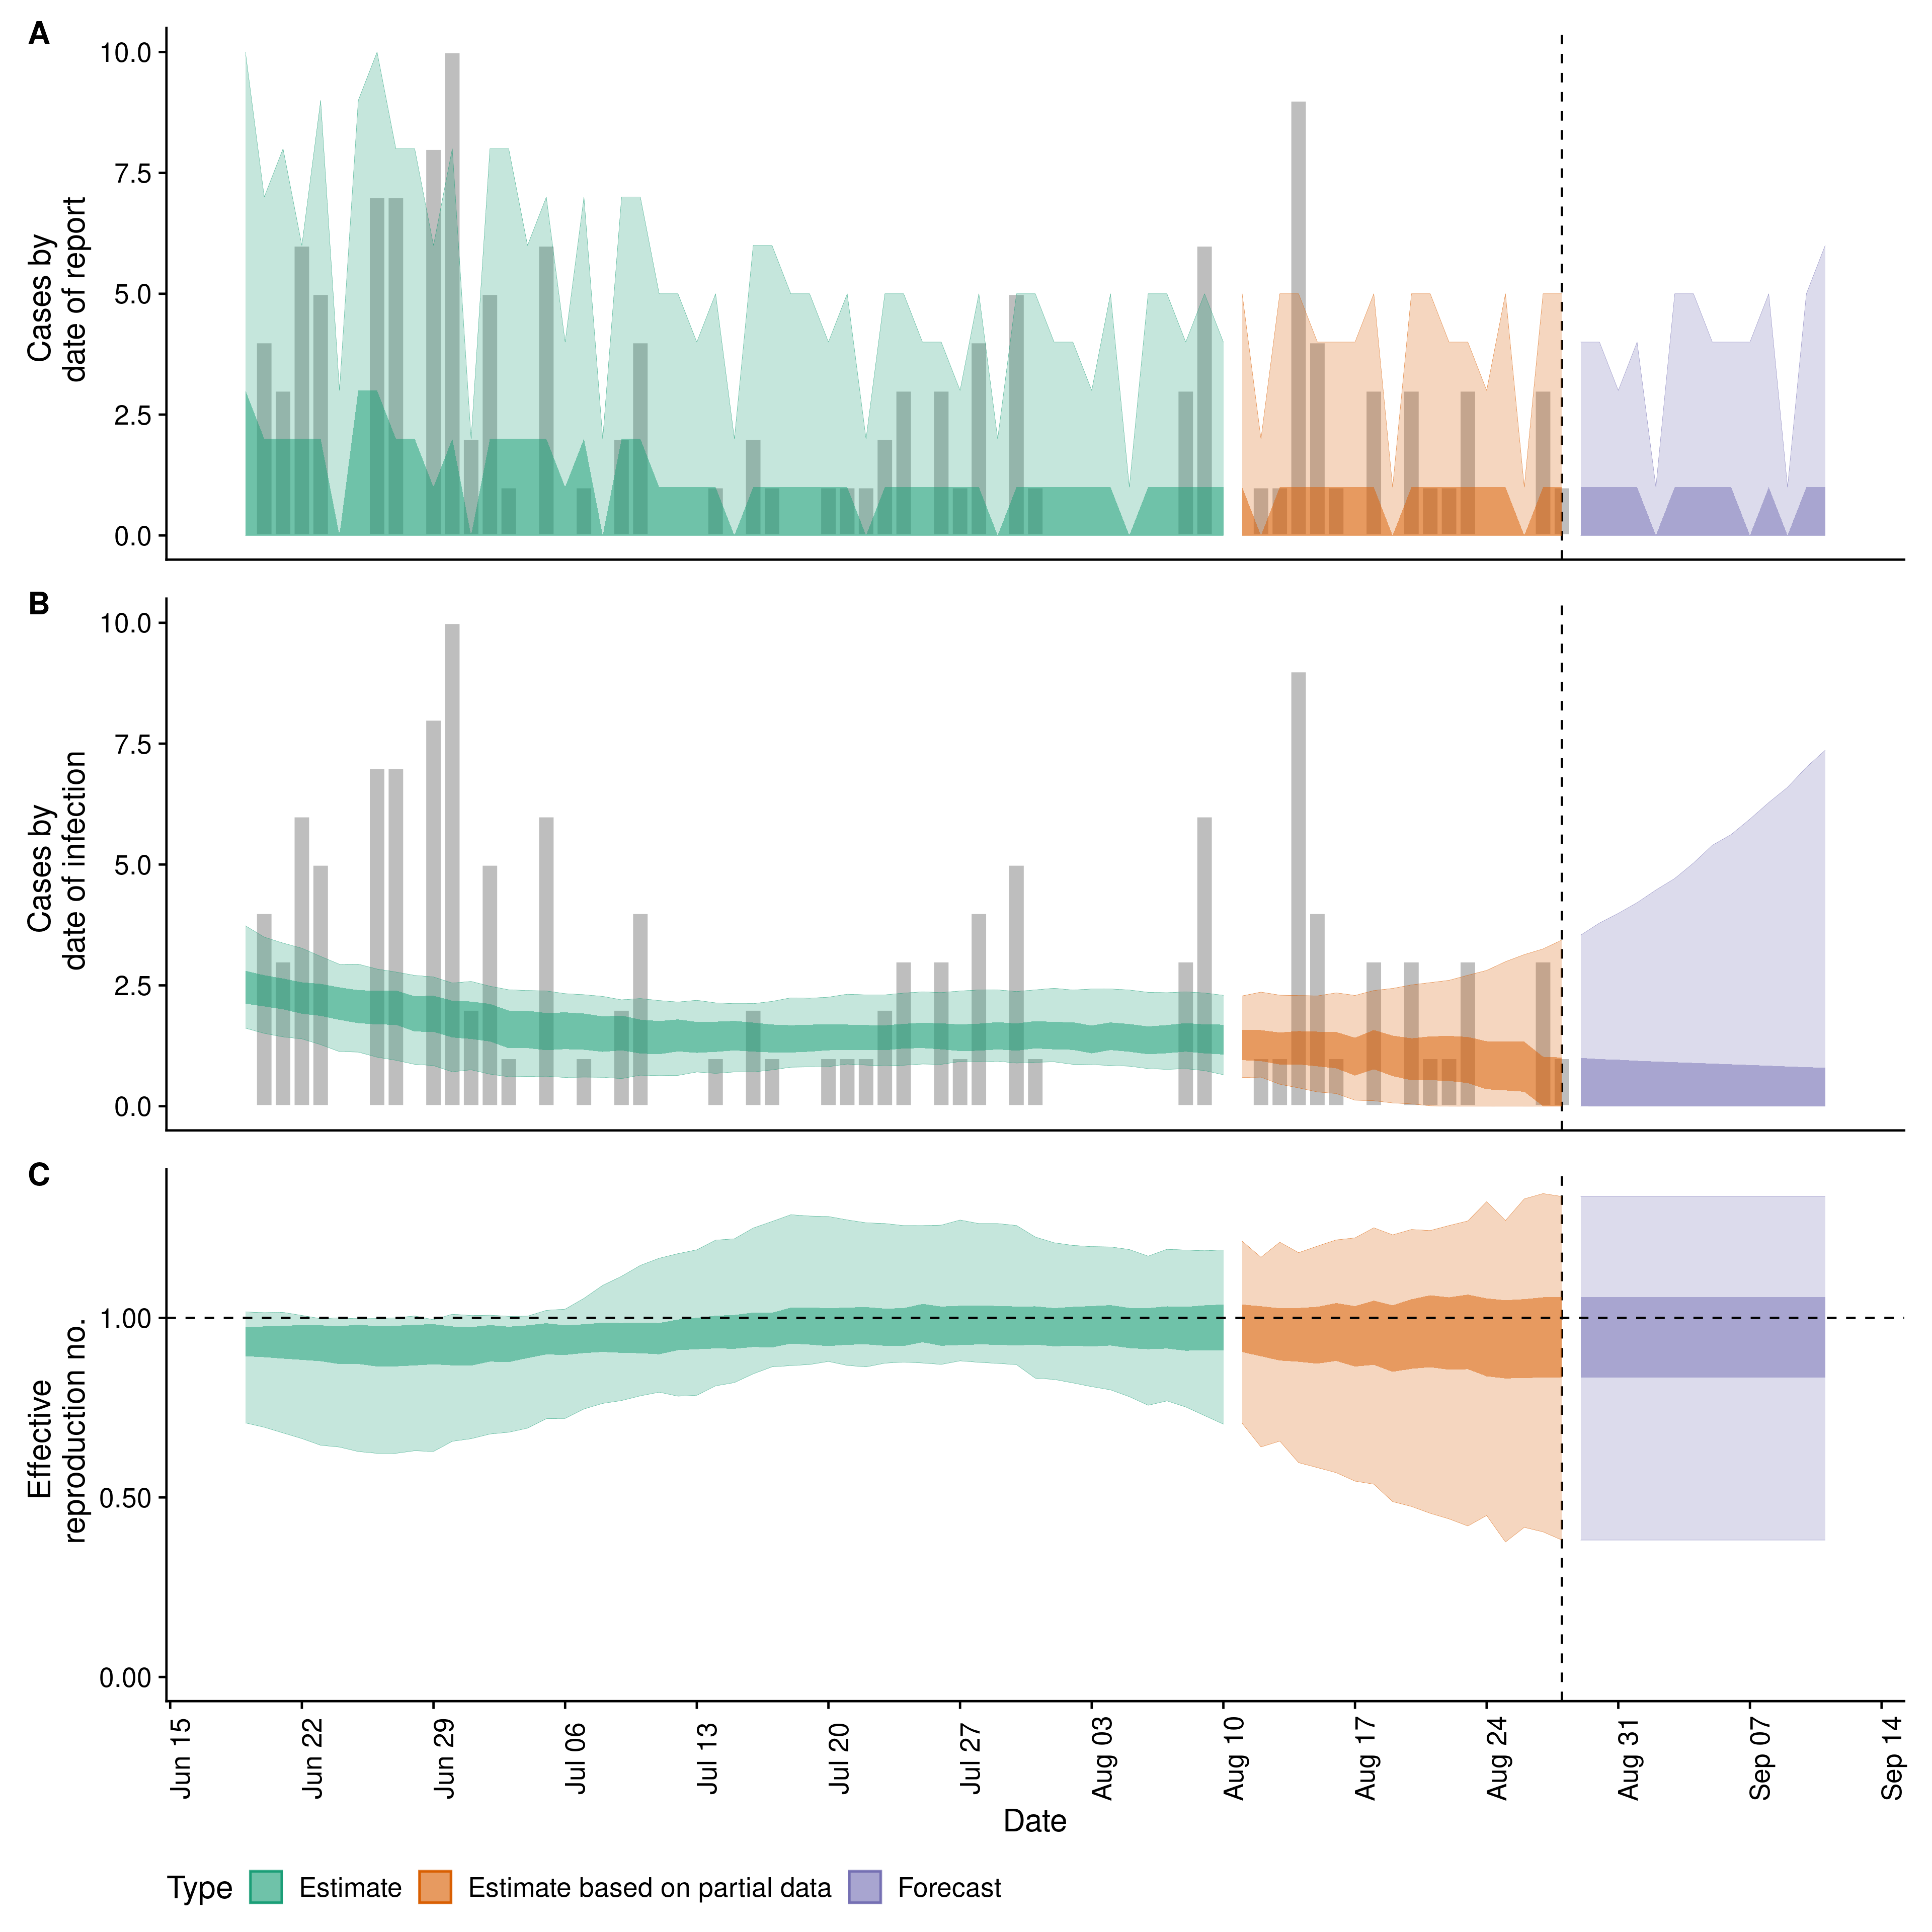 A
10.0
7.5
5.0
2.5
0.0
Cases by
date of report
B
10.0
7.5
5.0
2.5
0.0
Cases by
date of infection
C
1.00
0.50
0.00
Effective
reproduction no.
Jun 15
Jun 22
Jun 29
Jul 06
Jul 13
Jul 20
Jul 27
Aug 03
Aug 10
Aug 17
Aug 24
Aug 31
Sep 07
Sep 14
Date
Type
Estimate
Estimate based on partial data
Forecast